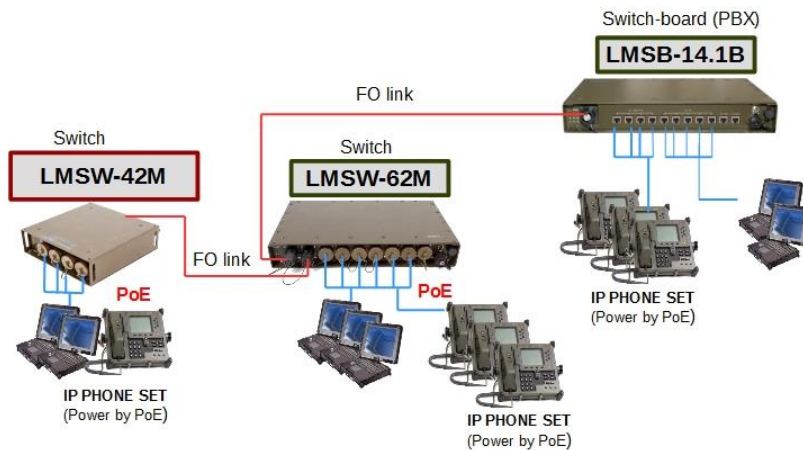 Switch-board (PBX)
LMSB-14.1B
FO link
Switch
LMSW-42M
Switch
LMSW-62M
FO link
PoE
PoE
IP PHONE SET
(Power by PoE)
IP PHONE SET
(Power by PoE)
IP PHONE SET
(Power by PoE)